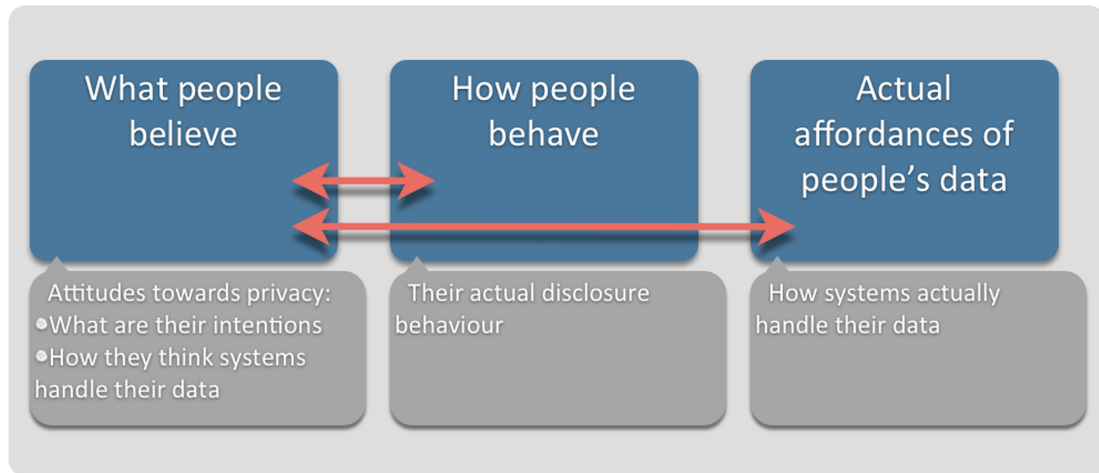 What people
believe
How people
behave
Actual
affordances of
people's data
Attitudes towards privacy:
•What are their intentions
•How they think systems
handle their data
Their actual disclosure
behaviour
How systems actually
handle their data